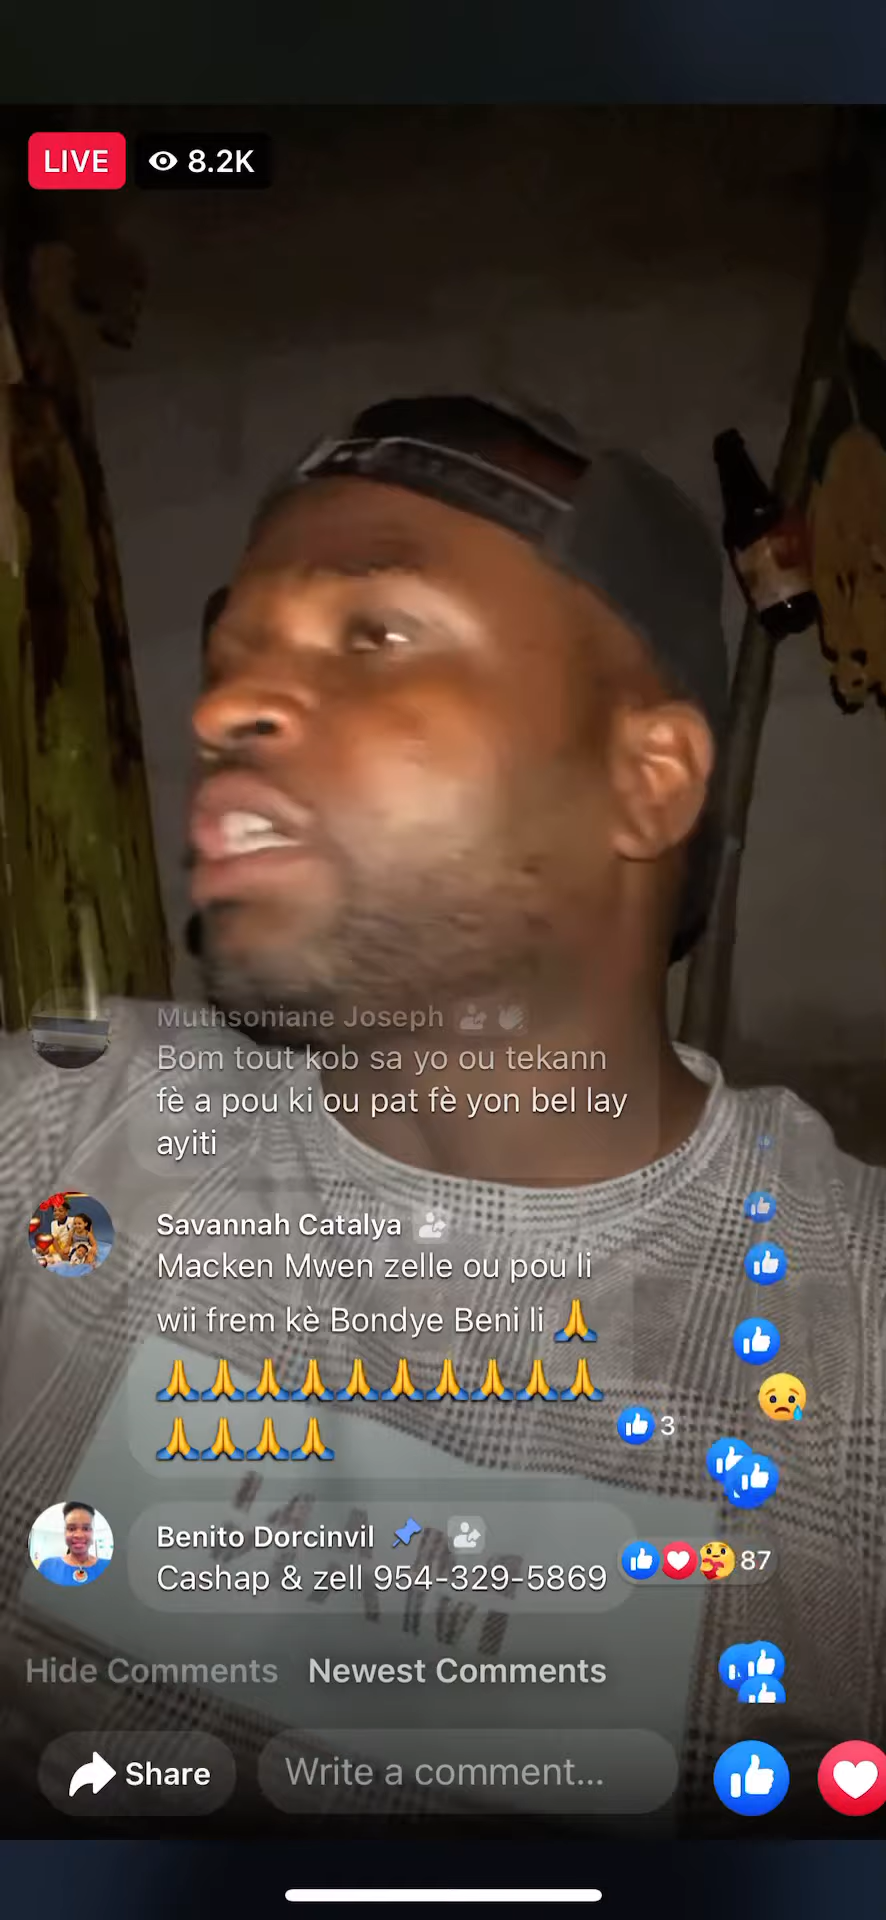 LIVE 8.2K
Muthsoniane Joseph
Bom tout kob sa yo ou tekann
fè a pou ki ou pat fè yon bel lay
ayiti
Savannah Catalya
Macken Mwen zelle ou pou li
wii frem kè Bondye Beni li 🙏
🙏🙏🙏🙏🙏🙏🙏🙏🙏🙏
🙏🙏🙏🙏
3
Benito Dorcinvil
Cashap & zell 954-329-5869
87
Hide Comments Newest Comments
Share Write a comment...